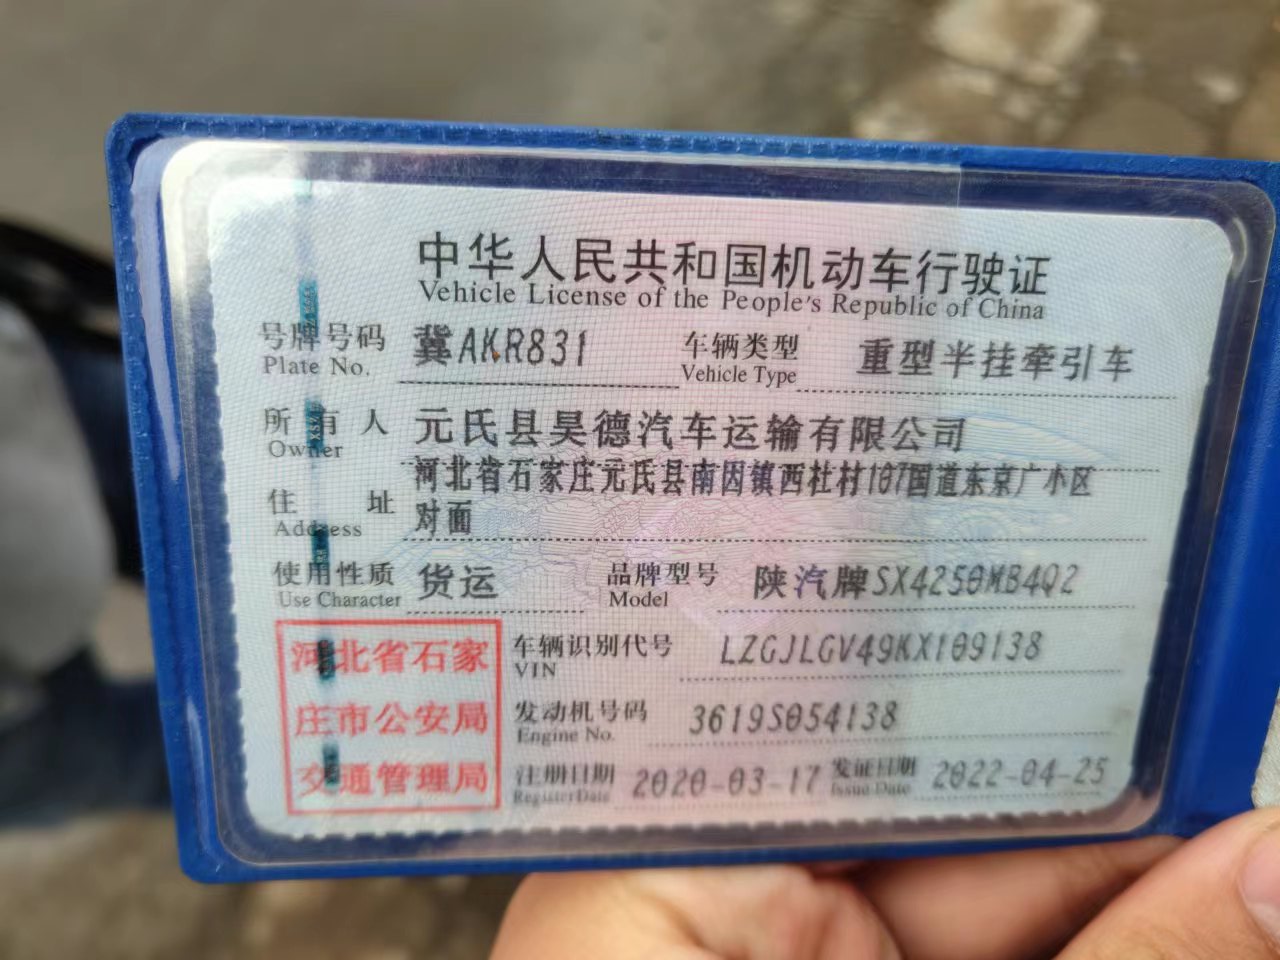 中华人民共和国机动车行驶证
Vehicle License of the People's Republic of China
号牌号码 冀AKR831 车辆类型 重型半挂牵引车
Plate No. Vehicle Type
所有人 元氏县昊德汽车运输有限公司
Owner
住址 河北省石家庄元氏县南因镇西杜村107国道东京广小区
Address 对面
使用性质 货运 品牌型号 陕汽牌SX4250MB4Q2
Use Character Model
河北省石家 车辆识别代号 LZGJLGV49KX109138
VIN
庄市公安局 发动机号码 3619S054138
Engine No.
交通管理局 注册日期 2020-03-17 发证日期 2022-04-25
Register Date Issue Date